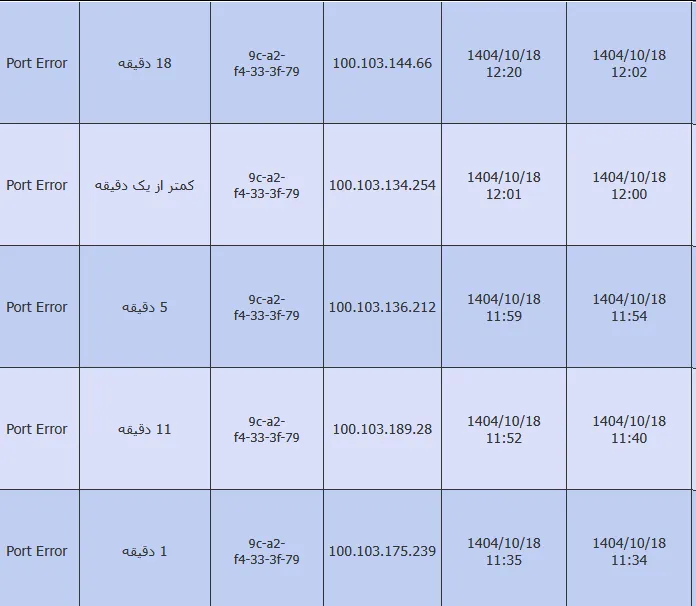 Port Error
18 دقیقه
9c-a2-
f4-33-3f-79
100.103.144.66
1404/10/18
12:20
1404/10/18
12:02
Port Error
کمتر از یک دقیقه
9c-a2-
f4-33-3f-79
100.103.134.254
1404/10/18
12:01
1404/10/18
12:00
Port Error
5 دقیقه
9c-a2-
f4-33-3f-79
100.103.136.212
1404/10/18
11:59
1404/10/18
11:54
Port Error
11 دقیقه
9c-a2-
f4-33-3f-79
100.103.189.28
1404/10/18
11:52
1404/10/18
11:40
Port Error
1 دقیقه
9c-a2-
f4-33-3f-79
100.103.175.239
1404/10/18
11:35
1404/10/18
11:34